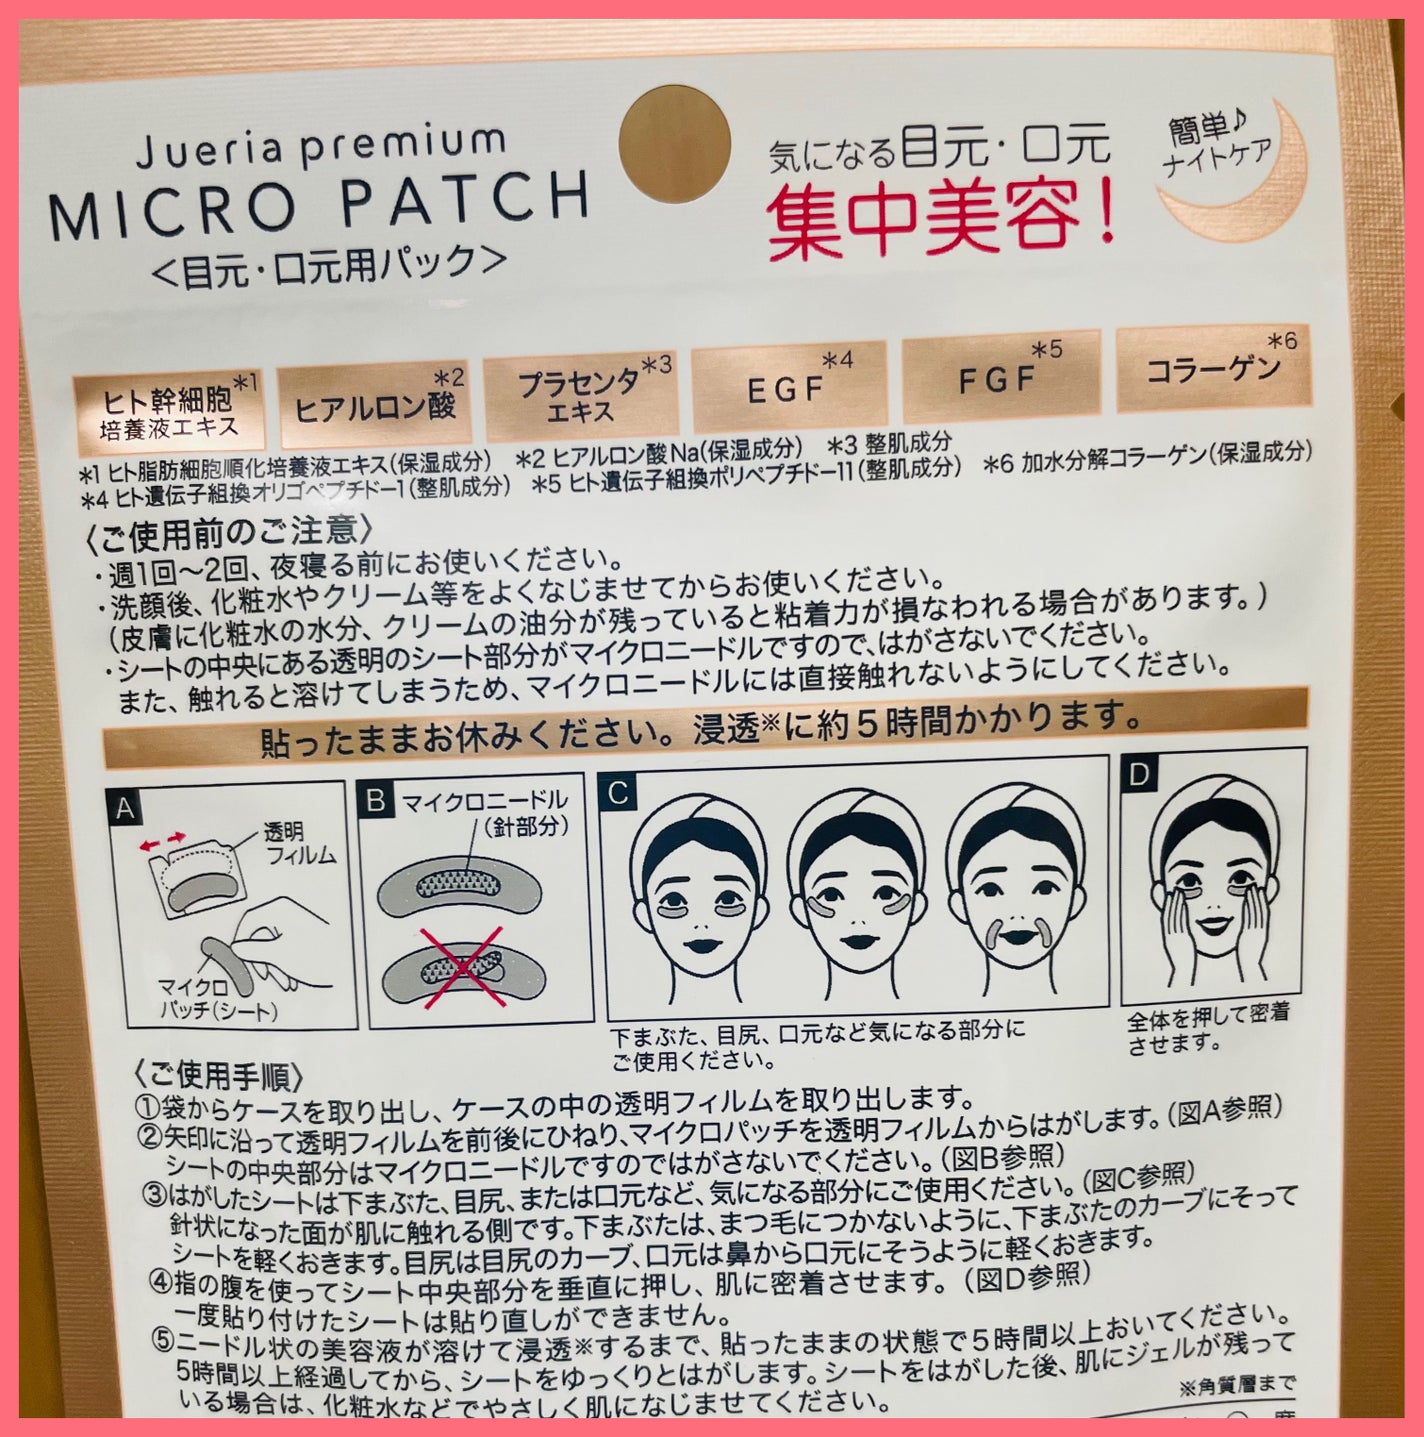 Jueria premium
MICRO PATCH
＜目元・口元用パック＞
気になる目元・口元
集中美容！
簡単♪
ナイトケア
ヒト幹細胞*1
培養液エキス
ヒアルロン酸*2
プラセンタ*3
エキス
EGF*4
FGF*5
コラーゲン*6
*1 ヒト脂肪細胞順化培養液エキス(保湿成分) *2 ヒアルロン酸Na(保湿成分) *3 整肌成分
*4 ヒト遺伝子組換オリゴペプチドー1(整肌成分) *5 ヒト遺伝子組換ポリペプチドー11(整肌成分) *6 加水分解コラーゲン(保湿成分)
〈ご使用前のご注意〉
・週1回〜2回、夜寝る前にお使いください。
・洗顔後、化粧水やクリーム等をよくなじませてからお使いください。
(皮膚に化粧水の水分、クリームの油分が残っていると粘着力が損なわれる場合があります。)
・シートの中央にある透明のシート部分がマイクロニードルですので、はがさないでください。
また、触れると溶けてしまうため、マイクロニードルには直接触れないようにしてください。
貼ったままお休みください。浸透※に約5時間かかります。
A
透明
フィルム
マイクロ
パッチ(シート)
B
マイクロニードル
(針部分)
C
下まぶた、目尻、口元など気になる部分に
ご使用ください。
D
全体を押して密着
させます。
〈ご使用手順〉
①袋からケースを取り出し、ケースの中の透明フィルムを取り出します。
②矢印に沿って透明フィルムを前後にひねり、マイクロパッチを透明フィルムからはがします。(図A参照)
シートの中央部分はマイクロニードルですのではがさないでください。(図B参照)
③はがしたシートは下まぶた、目尻、または口元など、気になる部分にご使用ください。(図C参照)
針状になった面が肌に触れる側です。下まぶたは、まつ毛につかないように、下まぶたのカーブにそって
シートを軽くおきます。目尻は目尻のカーブ、口元は鼻から口元にそうように軽くおきます。
④指の腹を使ってシート中央部分を垂直に押し、肌に密着させます。(図D参照)
一度貼り付けたシートは貼り直しができません。
⑤ニードル状の美容液が溶けて浸透※するまで、貼ったままの状態で5時間以上おいてください。
5時間以上経過してから、シートをゆっくりとはがします。シートをはがした後、肌にジェルが残って
いる場合は、化粧水などでやさしく肌になじませてください。
※角質層まで